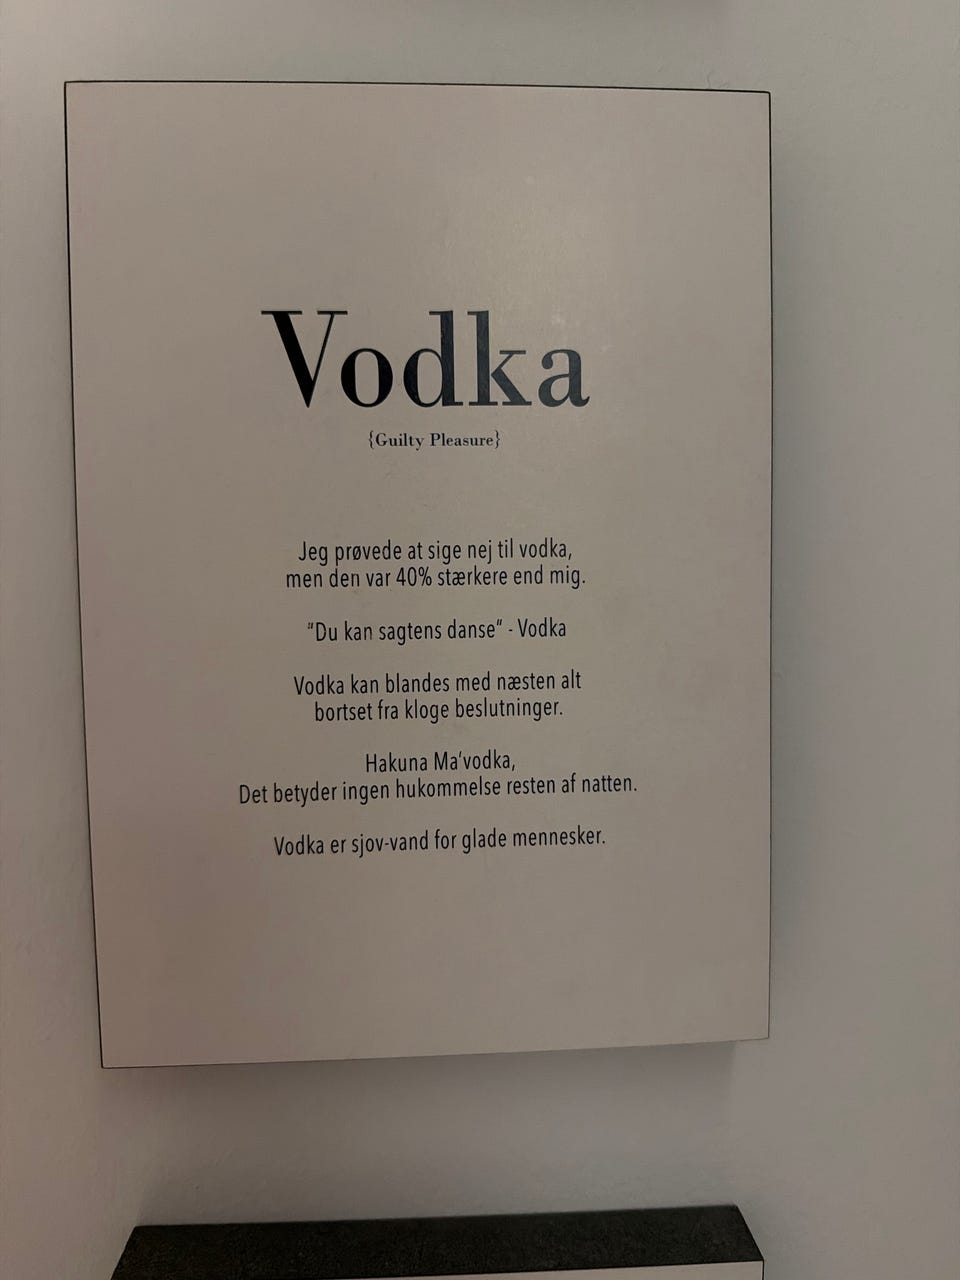 Vodka
{Guilty Pleasure}
Jeg prøvede at sige nej til vodka,
men den var 40% stærkere end mig.
"Du kan sagtens danse" - Vodka
Vodka kan blandes med næsten alt
bortset fra kloge beslutninger.
Hakuna Ma'vodka,
Det betyder ingen hukommelse resten af natten.
Vodka er sjov-vand for glade mennesker.